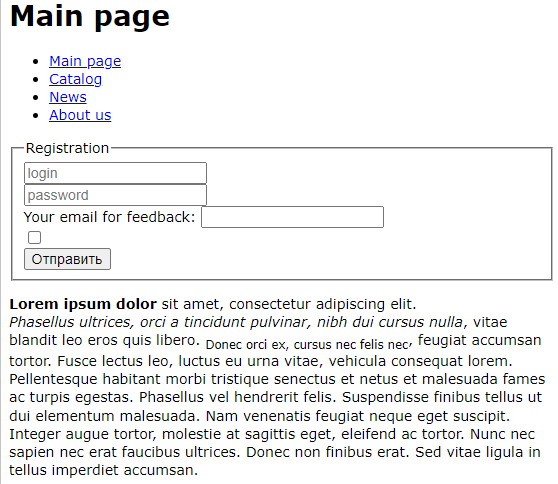 Main page
Main page
Catalog
News
About us
Registration
login
password
Your email for feedback:
Отправить
Lorem ipsum dolor sit amet, consectetur adipiscing elit.
Phasellus ultrices, orci a tincidunt pulvinar, nibh dui cursus nulla, vitae
blandit leo eros quis libero. Donec orci ex, cursus nec felis nec, feugiat accumsan
tortor. Fusce lectus leo, luctus eu urna vitae, vehicula consequat lorem.
Pellentesque habitant morbi tristique senectus et netus et malesuada fames
ac turpis egestas. Phasellus vel hendrerit felis. Suspendisse finibus tellus ut
dui elementum malesuada. Nam venenatis feugiat neque eget suscipit.
Integer augue tortor, molestie at sagittis eget, eleifend ac tortor. Nunc nec
sapien nec erat faucibus ultrices. Donec non finibus erat. Sed vitae ligula in
tellus imperdiet accumsan.